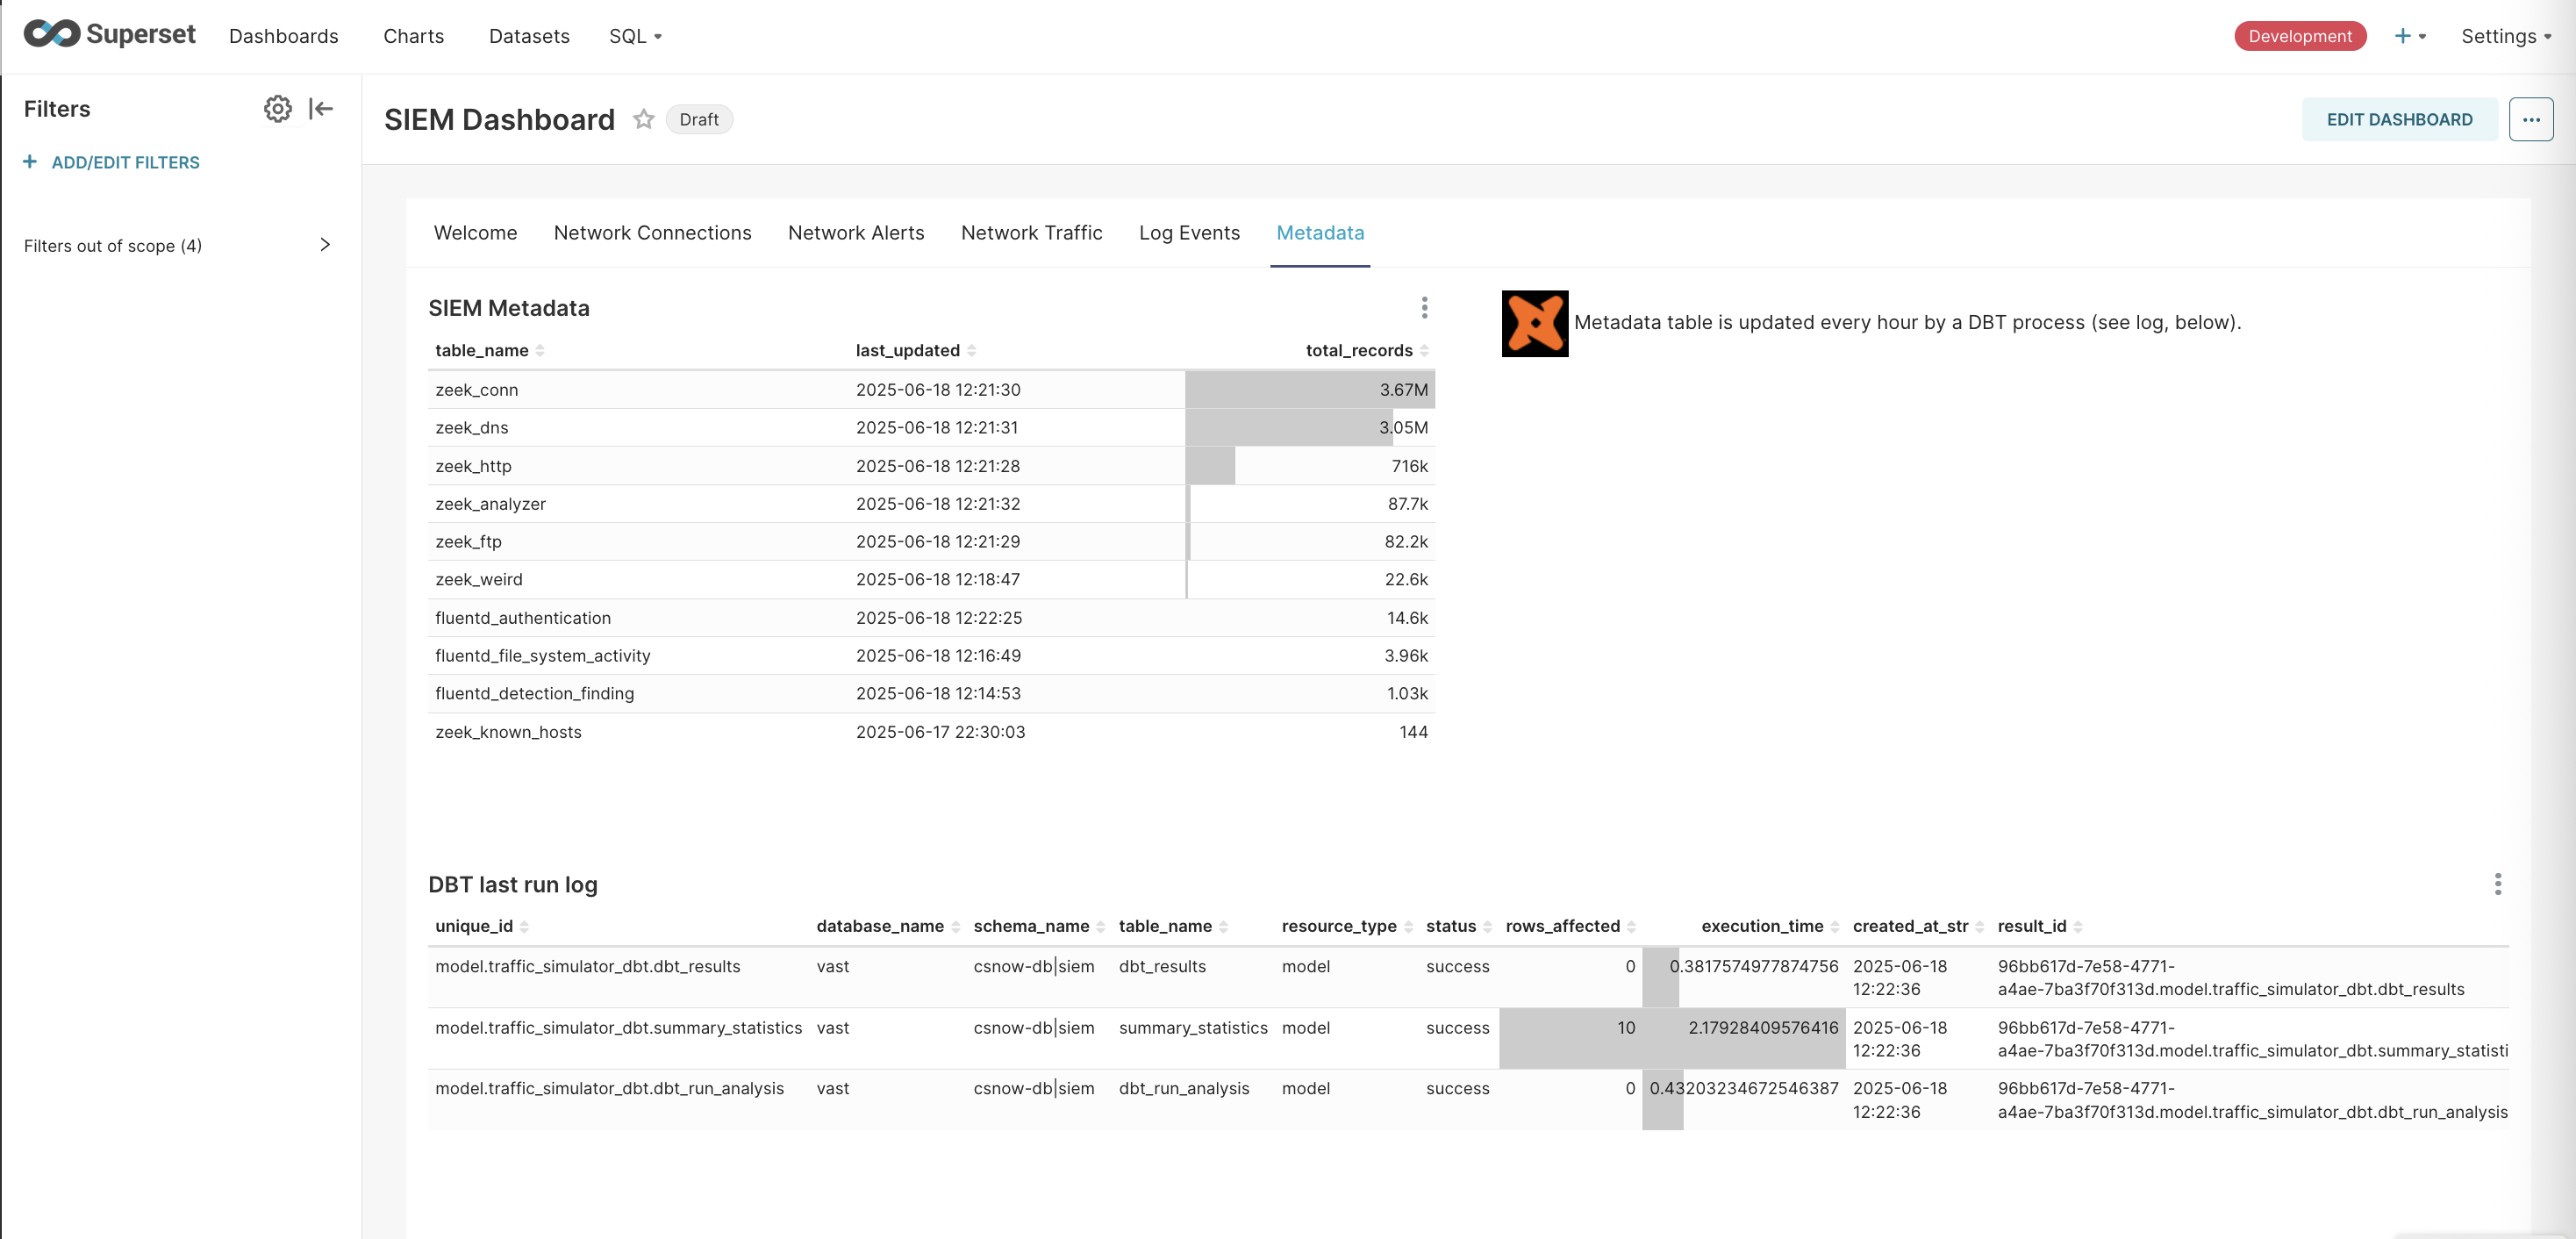 Superset Dashboards Charts Datasets SQL Development + Settings
Filters
+ ADD/EDIT FILTERS
Filters out of scope (4)
SIEM Dashboard Draft EDIT DASHBOARD ...
Welcome Network Connections Network Alerts Network Traffic Log Events Metadata
SIEM Metadata
Metadata table is updated every hour by a DBT process (see log, below).
table_name last_updated total_records
zeek_conn 2025-06-18 12:21:30 3.67M
zeek_dns 2025-06-18 12:21:31 3.05M
zeek_http 2025-06-18 12:21:28 716k
zeek_analyzer 2025-06-18 12:21:32 87.7k
zeek_ftp 2025-06-18 12:21:29 82.2k
zeek_weird 2025-06-18 12:18:47 22.6k
fluentd_authentication 2025-06-18 12:22:25 14.6k
fluentd_file_system_activity 2025-06-18 12:16:49 3.96k
fluentd_detection_finding 2025-06-18 12:14:53 1.03k
zeek_known_hosts 2025-06-17 22:30:03 144
DBT last run log
unique_id database_name schema_name table_name resource_type status rows_affected execution_time created_at_str result_id
model.traffic_simulator_dbt.dbt_results vast csnow-db|siem dbt_results model success 0 0.3817574977874756 2025-06-18 96bb617d-7e58-4771-
12:22:36 a4ae-7ba3f70f313d.model.traffic_simulator_dbt.dbt_results
model.traffic_simulator_dbt.summary_statistics vast csnow-db|siem summary_statistics model success 10 2.17928409576416 2025-06-18 96bb617d-7e58-4771-
12:22:36 a4ae-7ba3f70f313d.model.traffic_simulator_dbt.summary_statisti
model.traffic_simulator_dbt.dbt_run_analysis vast csnow-db|siem dbt_run_analysis model success 0 0.43203234672546387 2025-06-18 96bb617d-7e58-4771-
12:22:36 a4ae-7ba3f70f313d.model.traffic_simulator_dbt.dbt_run_analysis